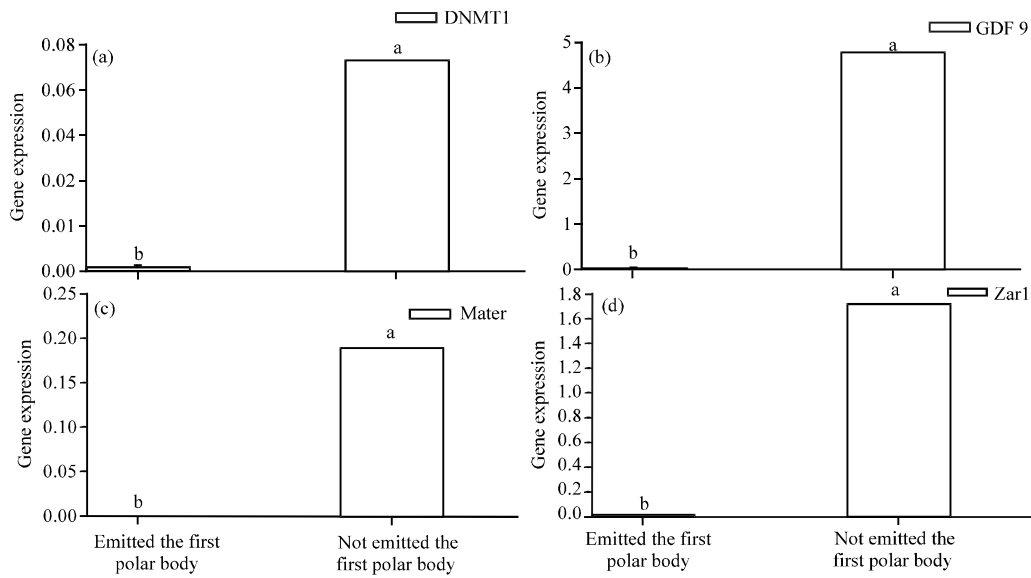 DNMT1
(a)
a
b
0.08
0.06
0.04
0.02
0.01
0.00
Gene expression
GDF 9
(b)
a
b
5
4
3
2
1
0
Gene expression
Mater
(c)
a
b
0.25
0.20
0.15
0.10
0.05
0.00
Gene expression
Emitted the first
polar body
Not emitted the
first polar body
Zar1
(d)
a
b
1.8
1.6
1.4
1.2
1.0
0.8
0.6
0.4
0.2
0.0
Gene expression
Emitted the first
polar body
Not emitted the
first polar body